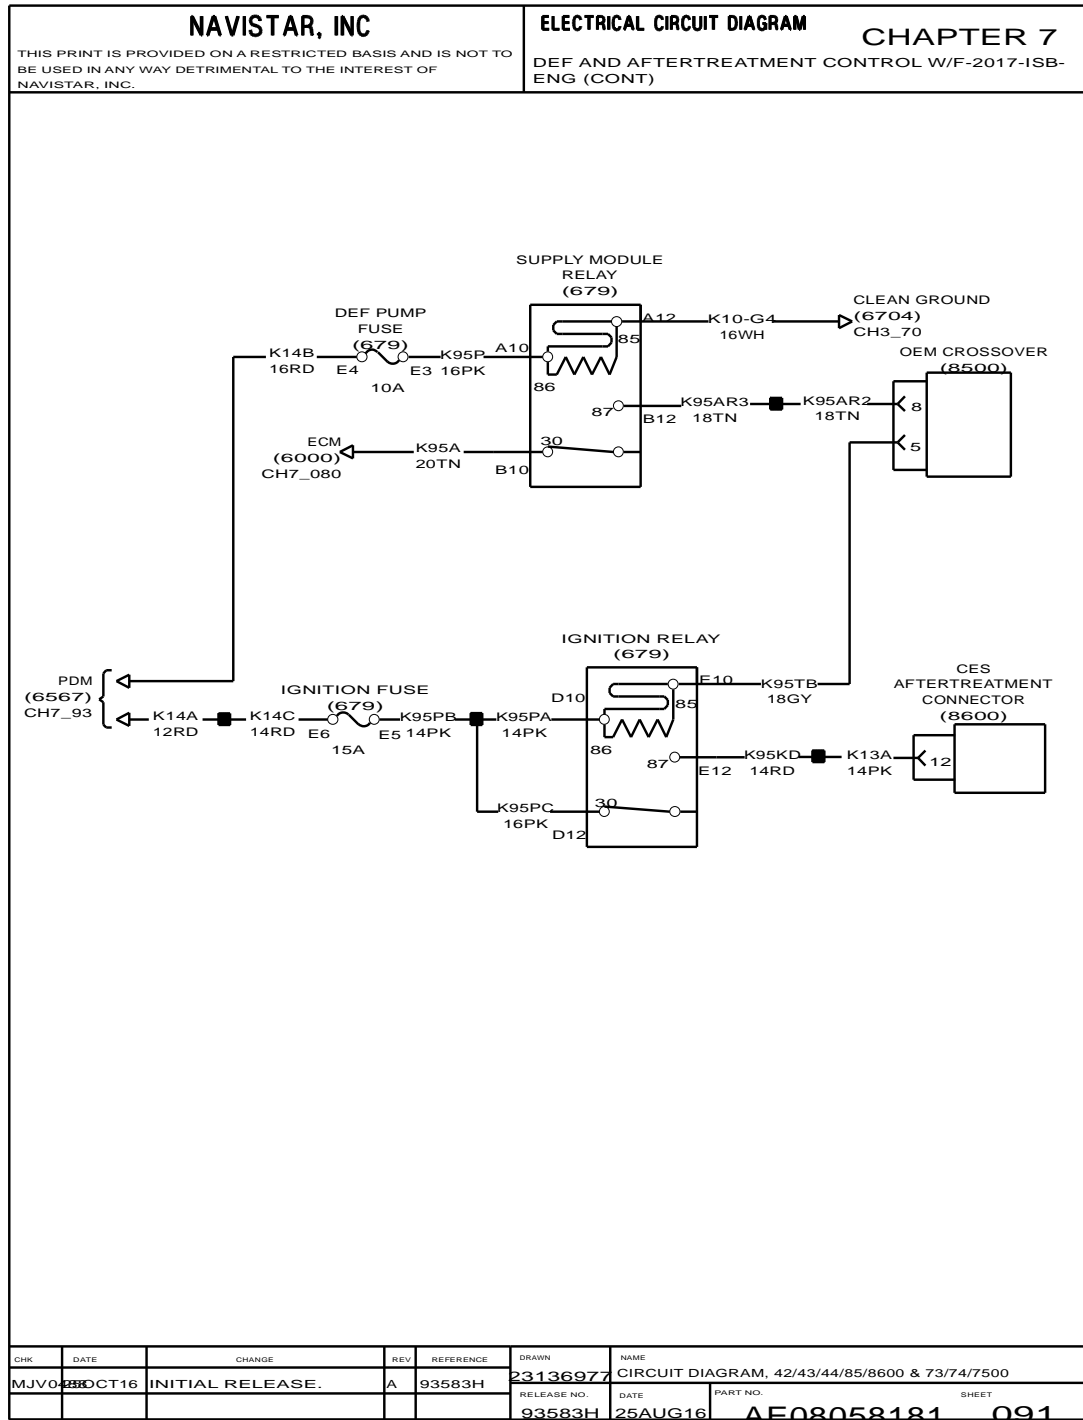 NAVISTAR, INC
THIS PRINT IS PROVIDED ON A RESTRICTED BASIS AND IS NOT TO
BE USED IN ANY WAY DETRIMENTAL TO THE INTEREST OF
NAVISTAR, INC.
ELECTRICAL CIRCUIT DIAGRAM
CHAPTER 7
DEF AND AFTERTREATMENT CONTROL W/F-2017-ISB-
ENG (CONT)
SUPPLY MODULE
RELAY
(679)
DEF PUMP
FUSE
(679)
K14B
16RD
E4
10A
E3
K95P
16PK
A10
86
85
A12
K10-G4
16WH
CLEAN GROUND
(6704)
CH3_70
OEM CROSSOVER
(8500)
87
B12
K95AR3
18TN
K95AR2
18TN
8
5
ECM
(6000)
CH7_080
K95A
20TN
30
B10
IGNITION RELAY
(679)
PDM
(6567)
CH7_93
K14A
12RD
K14C
14RD
IGNITION FUSE
(679)
E6
15A
E5
K95PB
14PK
K95PA
14PK
D10
86
85
E10
K95TB
18GY
CES
AFTERTREATMENT
CONNECTOR
(8600)
87
E12
K95KD
14RD
K13A
14PK
12
K95PC
16PK
30
D12
CHK
DATE
CHANGE
REV
REFERENCE
DRAWN
NAME
INITIAL RELEASE.
A
93583H
23136977
CIRCUIT DIAGRAM, 42/43/44/85/8600 & 73/74/7500
RELEASE NO.
DATE
PART NO.
SHEET
93583H
25AUG16
AE08058181
091